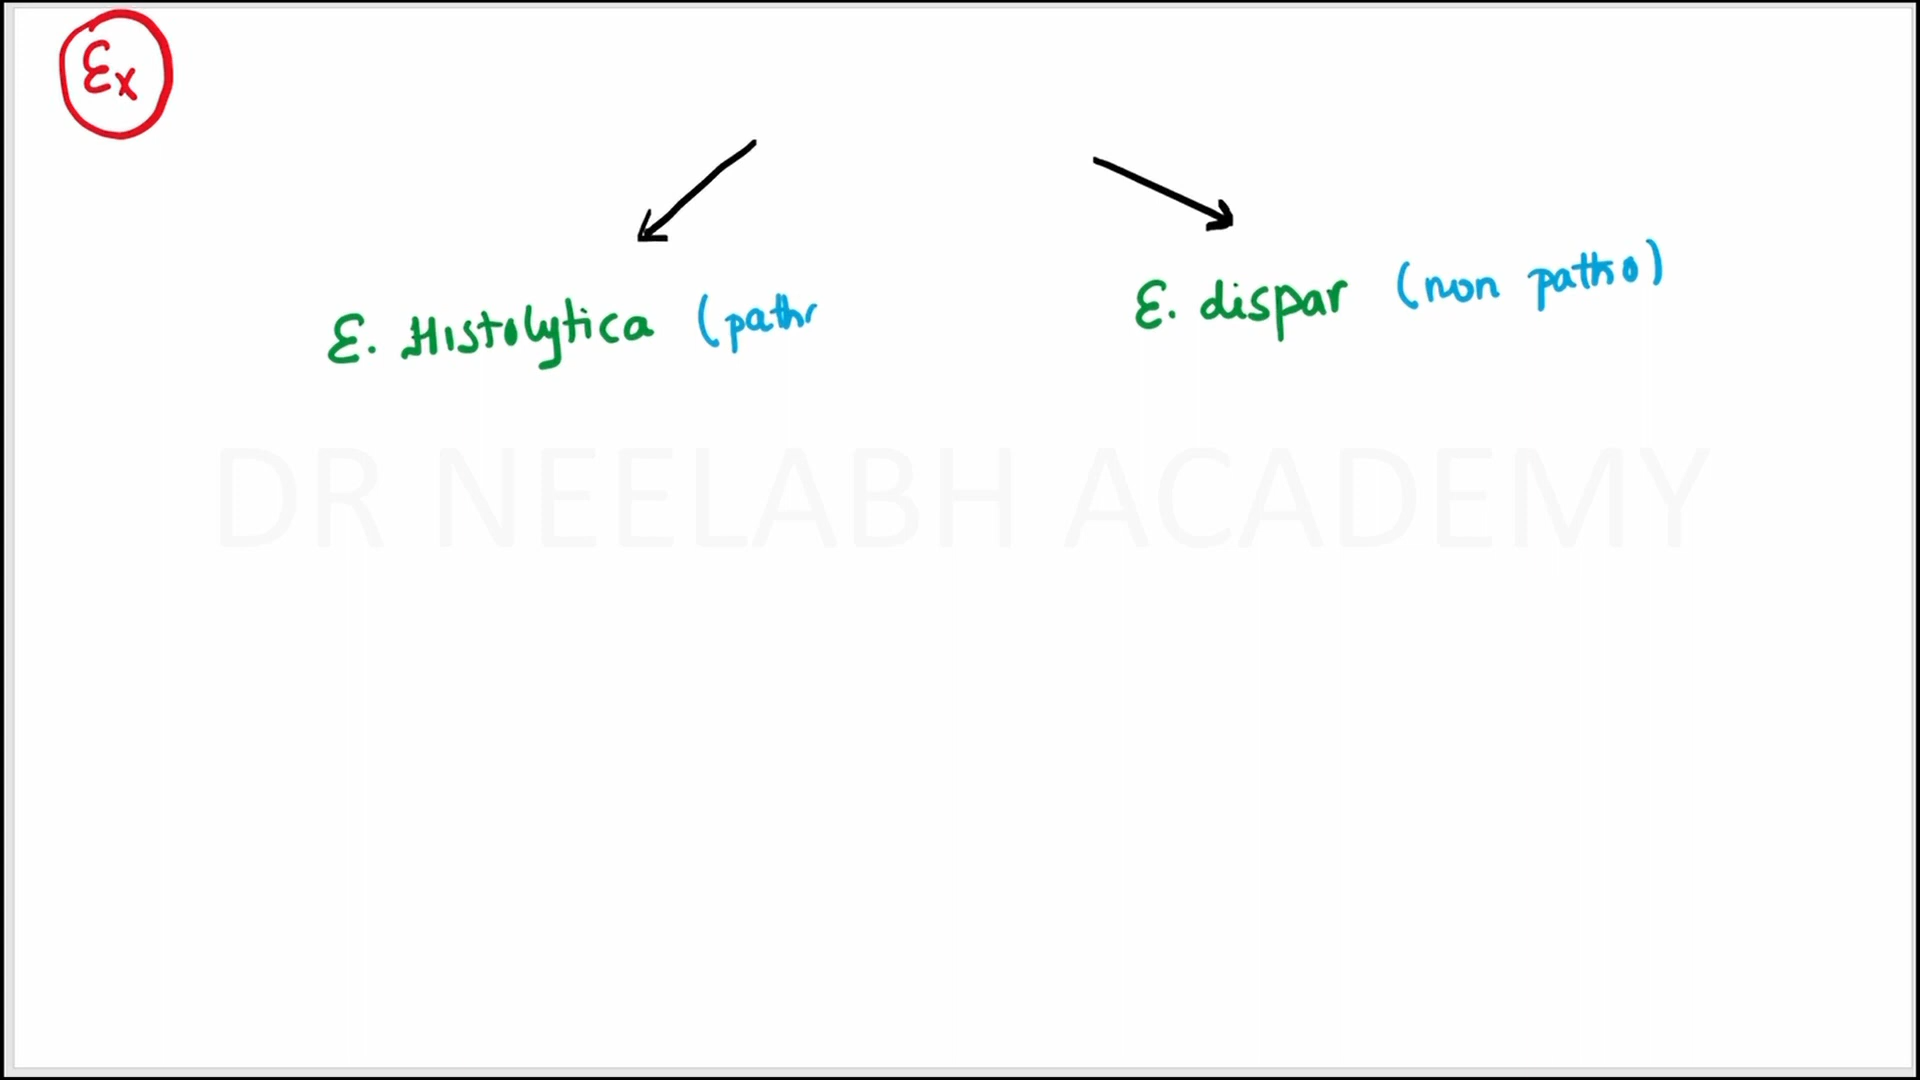 Ex
E. Histolytica (path
E. dispar (non patho)
DR NEELABH ACADEMY